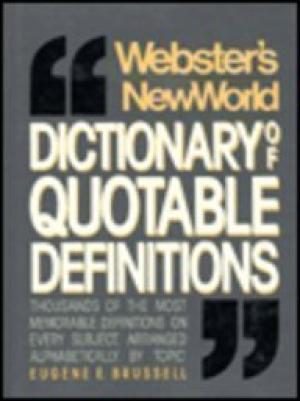 Webster's
NewWorld
DICTIONARY OF
QUOTABLE
DEFINITIONS
THOUSANDS OF THE MOST
MEMORABLE DEFINITIONS ON
EVERY SUBJECT, ARRANGED
ALPHABETICALLY BY TOPIC
EUGENE E. BRUSSELL